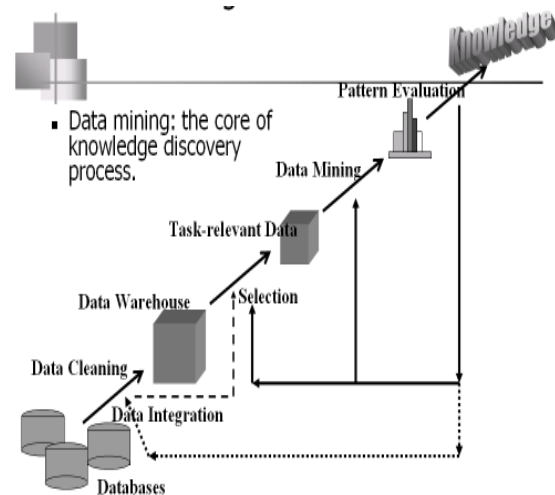 Knowledge
Pattern Evaluation
▪ Data mining: the core of
knowledge discovery
process.
Data Mining
Task-relevant Data
Data Warehouse
Selection
Data Cleaning
Data Integration
Databases